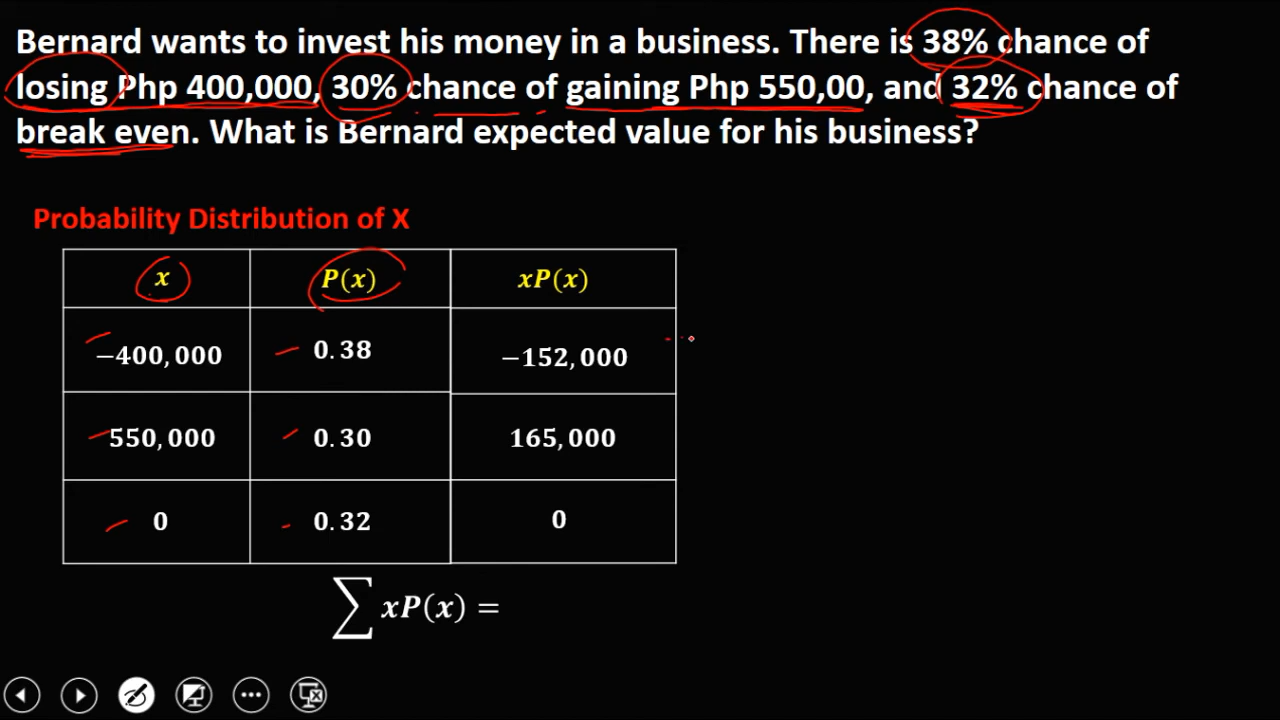 Bernard wants to invest his money in a business. There is 38% chance of
losing Php 400,000, 30% chance of gaining Php 550,00, and 32% chance of
break even. What is Bernard expected value for his business?
Probability Distribution of X
x P(x) xP(x)
−400,000 0.38 −152,000
550,000 0.30 165,000
0 0.32 0
∑ xP(x) =